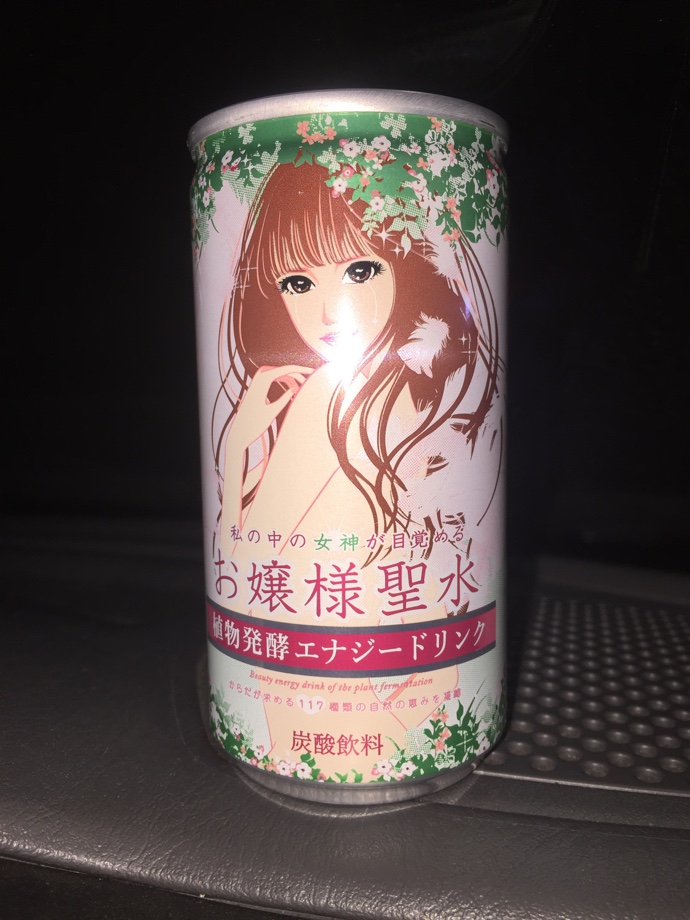 私の中の女神が目覚める
お嬢様聖水
植物発酵エナジードリンク
Beauty energy drink of the plant fermentation
からだが求める117種類の自然の恵みを凝縮
炭酸飲料